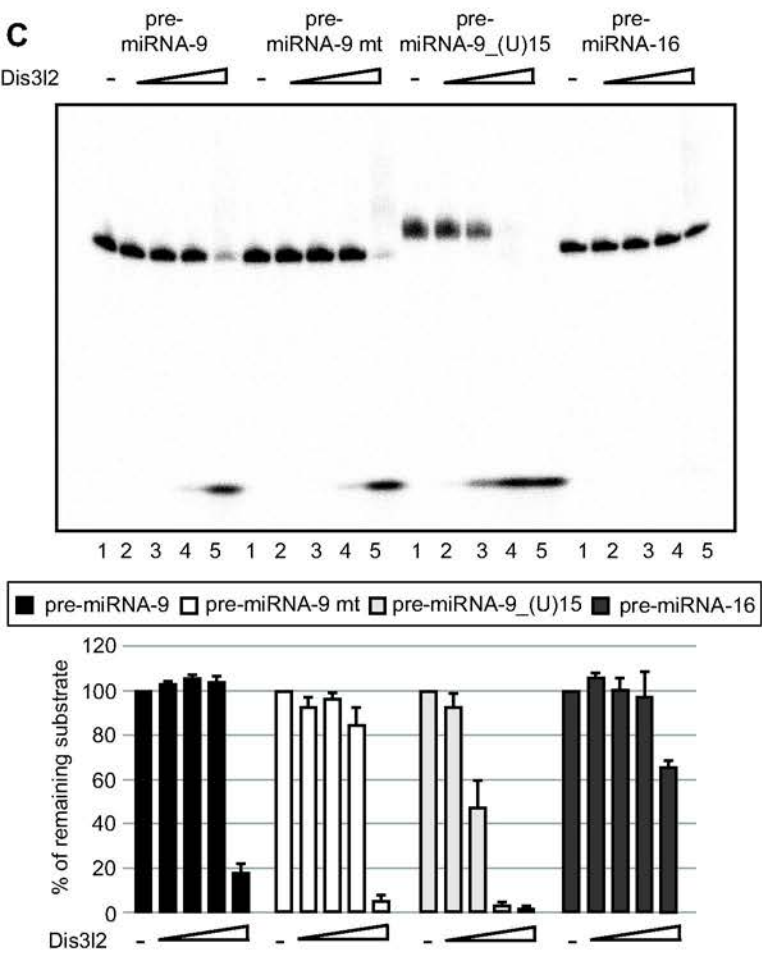 C
pre-
miRNA-9
pre-
miRNA-9 mt
pre-
miRNA-9_(U)15
pre-
miRNA-16
Dis3l2 - - - -
1 2 3 4 5 1 2 3 4 5 1 2 3 4 5 1 2 3 4 5
pre-miRNA-9 pre-miRNA-9 mt pre-miRNA-9_(U)15 pre-miRNA-16
% of remaining substrate
120
100
80
60
40
20
0
Dis3l2 - - - -